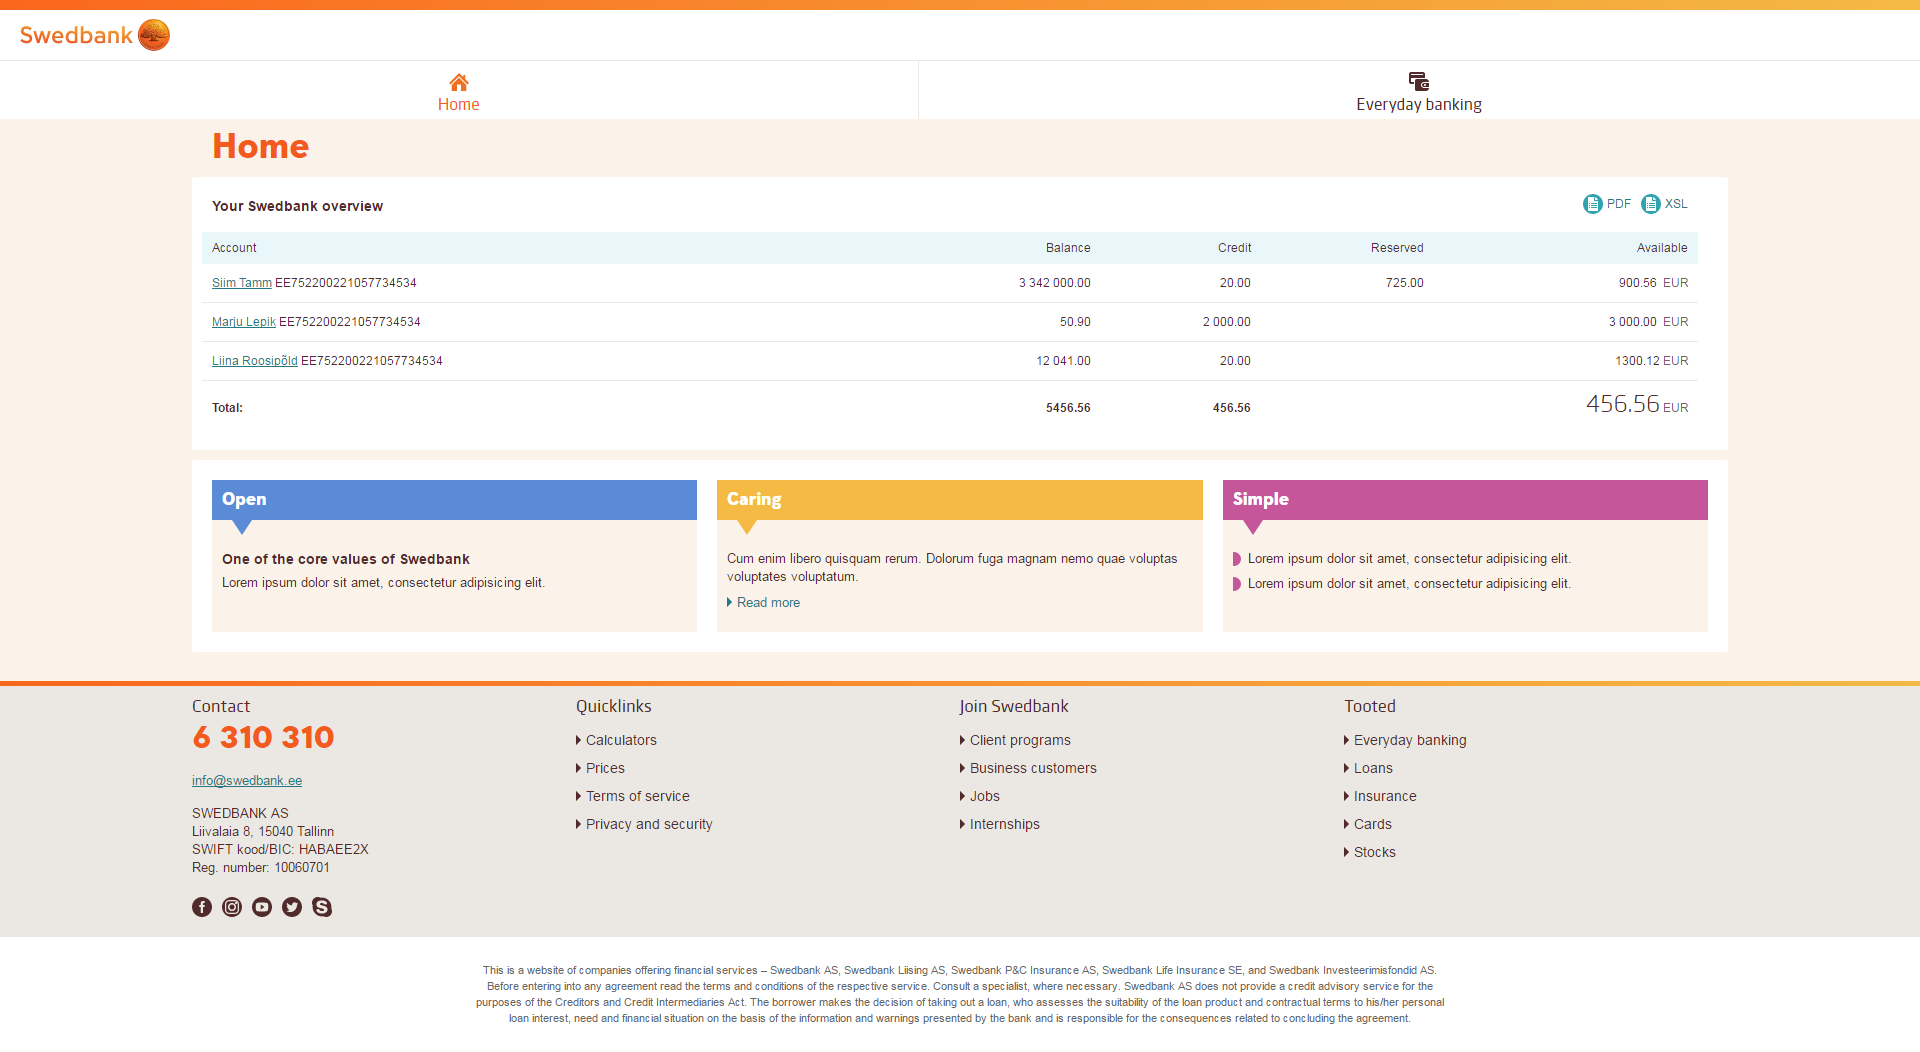 Swedbank
Home
Everyday banking
Home
Your Swedbank overview
PDF XSL
Account Balance Credit Reserved Available
Siim Tamm EE752200221057734534 3 342 000.00 20.00 725.00 900.56 EUR
Marju Lepik EE752200221057734534 50.90 2 000.00 3 000.00 EUR
Liina Roosipõld EE752200221057734534 12 041.00 20.00 1300.12 EUR
Total: 5456.56 456.56 456.56 EUR
Open
One of the core values of Swedbank
Lorem ipsum dolor sit amet, consectetur adipisicing elit.
Caring
Cum enim libero quisquam rerum. Dolorum fuga magnam nemo quae voluptas
voluptates voluptatum.
Read more
Simple
Lorem ipsum dolor sit amet, consectetur adipisicing elit.
Lorem ipsum dolor sit amet, consectetur adipisicing elit.
Contact
6 310 310
info@swedbank.ee
SWEDBANK AS
Liivalaia 8, 15040 Tallinn
SWIFT kood/BIC: HABAEE2X
Reg. number: 10060701
Quicklinks
Calculators
Prices
Terms of service
Privacy and security
Join Swedbank
Client programs
Business customers
Jobs
Internships
Tooted
Everyday banking
Loans
Insurance
Cards
Stocks
This is a website of companies offering financial services – Swedbank AS, Swedbank Liising AS, Swedbank P&C Insurance AS, Swedbank Life Insurance SE, and Swedbank Investeerimisfondid AS.
Before entering into any agreement read the terms and conditions of the respective service. Consult a specialist, where necessary. Swedbank AS does not provide a credit advisory service for the
purposes of the Creditors and Credit Intermediaries Act. The borrower makes the decision of taking out a loan, who assesses the suitability of the loan product and contractual terms to his/her personal
loan interest, need and financial situation on the basis of the information and warnings presented by the bank and is responsible for the consequences related to concluding the agreement.